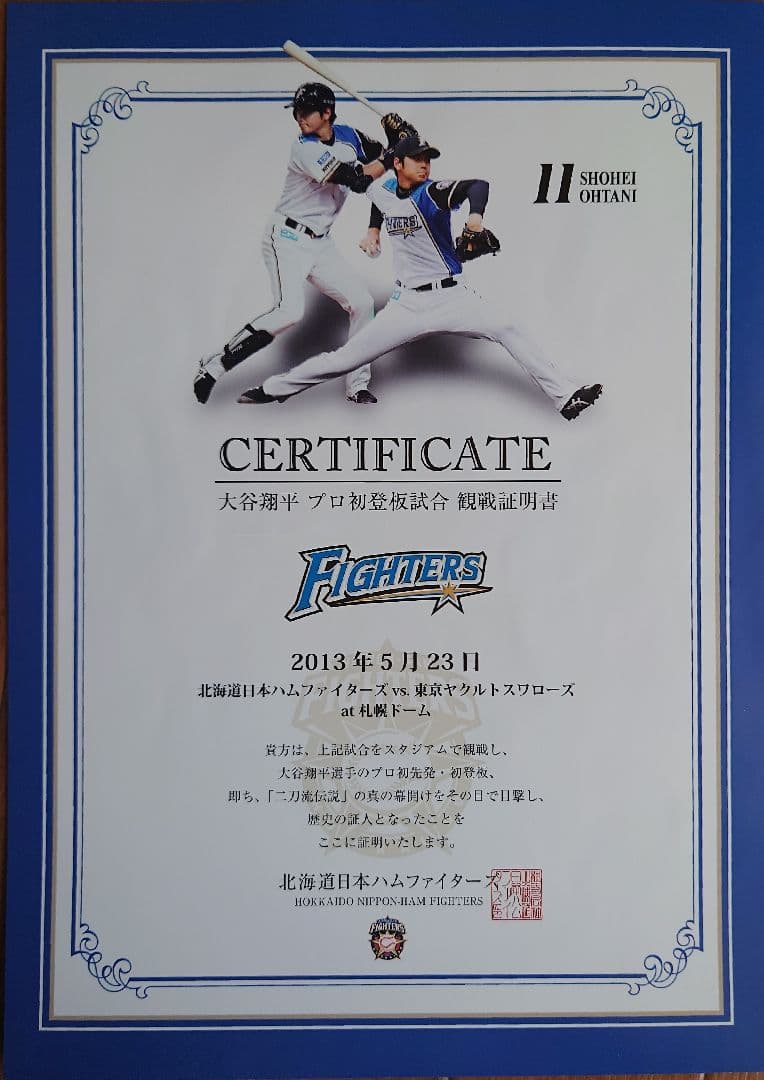 11 SHOHEI
OHTANI
FIGHTERS
CERTIFICATE
大谷翔平 プロ初登板試合 観戦証明書
FIGHTERS
2013年5月23日
北海道日本ハムファイターズ vs. 東京ヤクルトスワローズ
at 札幌ドーム
FIGHTERS
貴方は、上記試合をスタジアムで観戦し、
大谷翔平選手のプロ初先発・初登板、
即ち、「二刀流伝説」の真の幕開けをその目で目撃し、
歴史の証人となったことを
ここに証明いたします。
北海道日本ハムファイターズ
HOKKAIDO NIPPON-HAM FIGHTERS
FIGHTERS